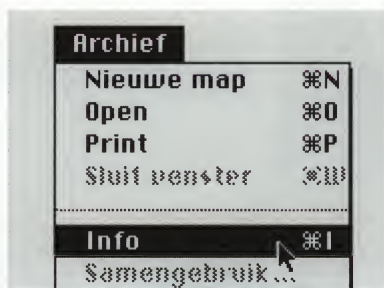 Archief
Nieuwe map ⌘N
Open ⌘O
Print ⌘P
Sluit venster ⌘W
Info ⌘I
Samengebruik...